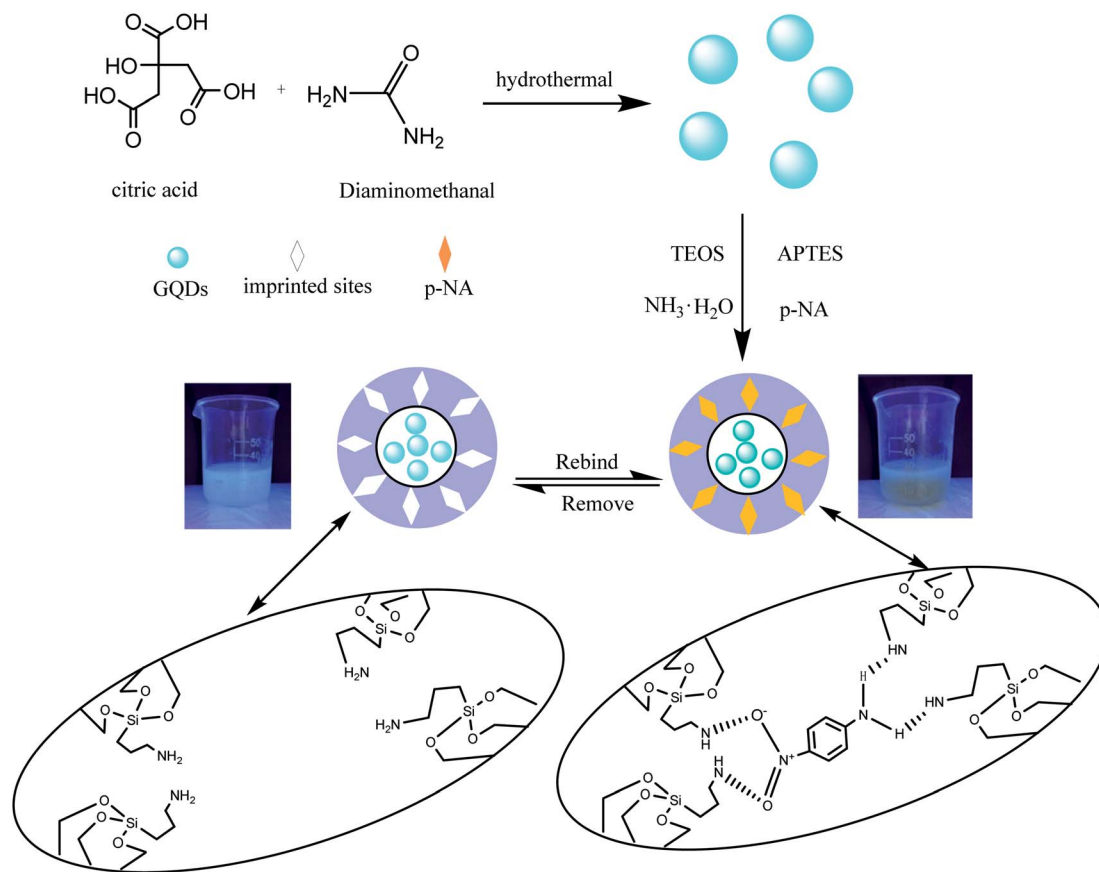 O
OH
HO
OH
HO
O
O
+
O
H₂N
NH₂
hydrothermal
citric acid
Diaminomethanal
GQDs
imprinted sites
p-NA
TEOS
APTES
NH₃·H₂O
p-NA
50
40
Rebind
Remove
50
40
O
O
Si
O
H₂N
O
O
Si
O
NH₂
H₂N
Si
O
O
O
NH₂
O
O
Si
O
O
O
Si
O
HN
H
N
H
HN
Si
O
O
O
O
O
Si
O
N
H
O⁻
N⁺
O
H
N
O
O
Si
O